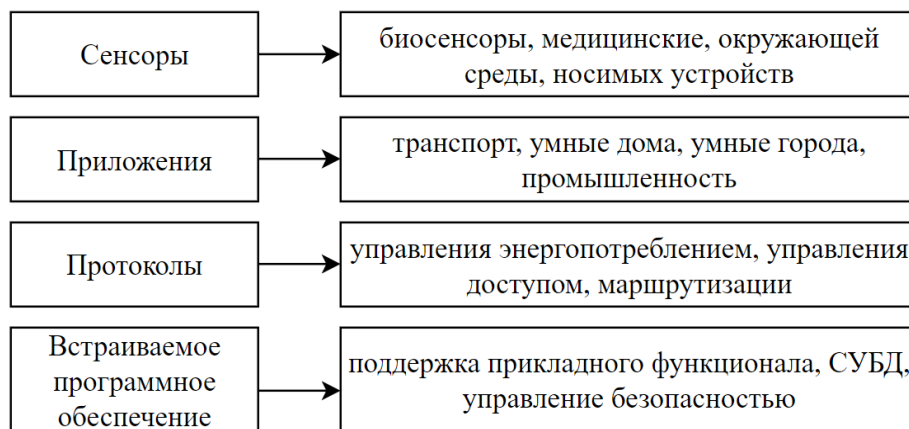 Сенсоры
биосенсоры, медицинские, окружающей
среды, носимых устройств
Приложения
транспорт, умные дома, умные города,
промышленность
Протоколы
управления энергопотреблением, управления
доступом, маршрутизации
Встраиваемое
программное
обеспечение
поддержка прикладного функционала, СУБД,
управление безопасностью